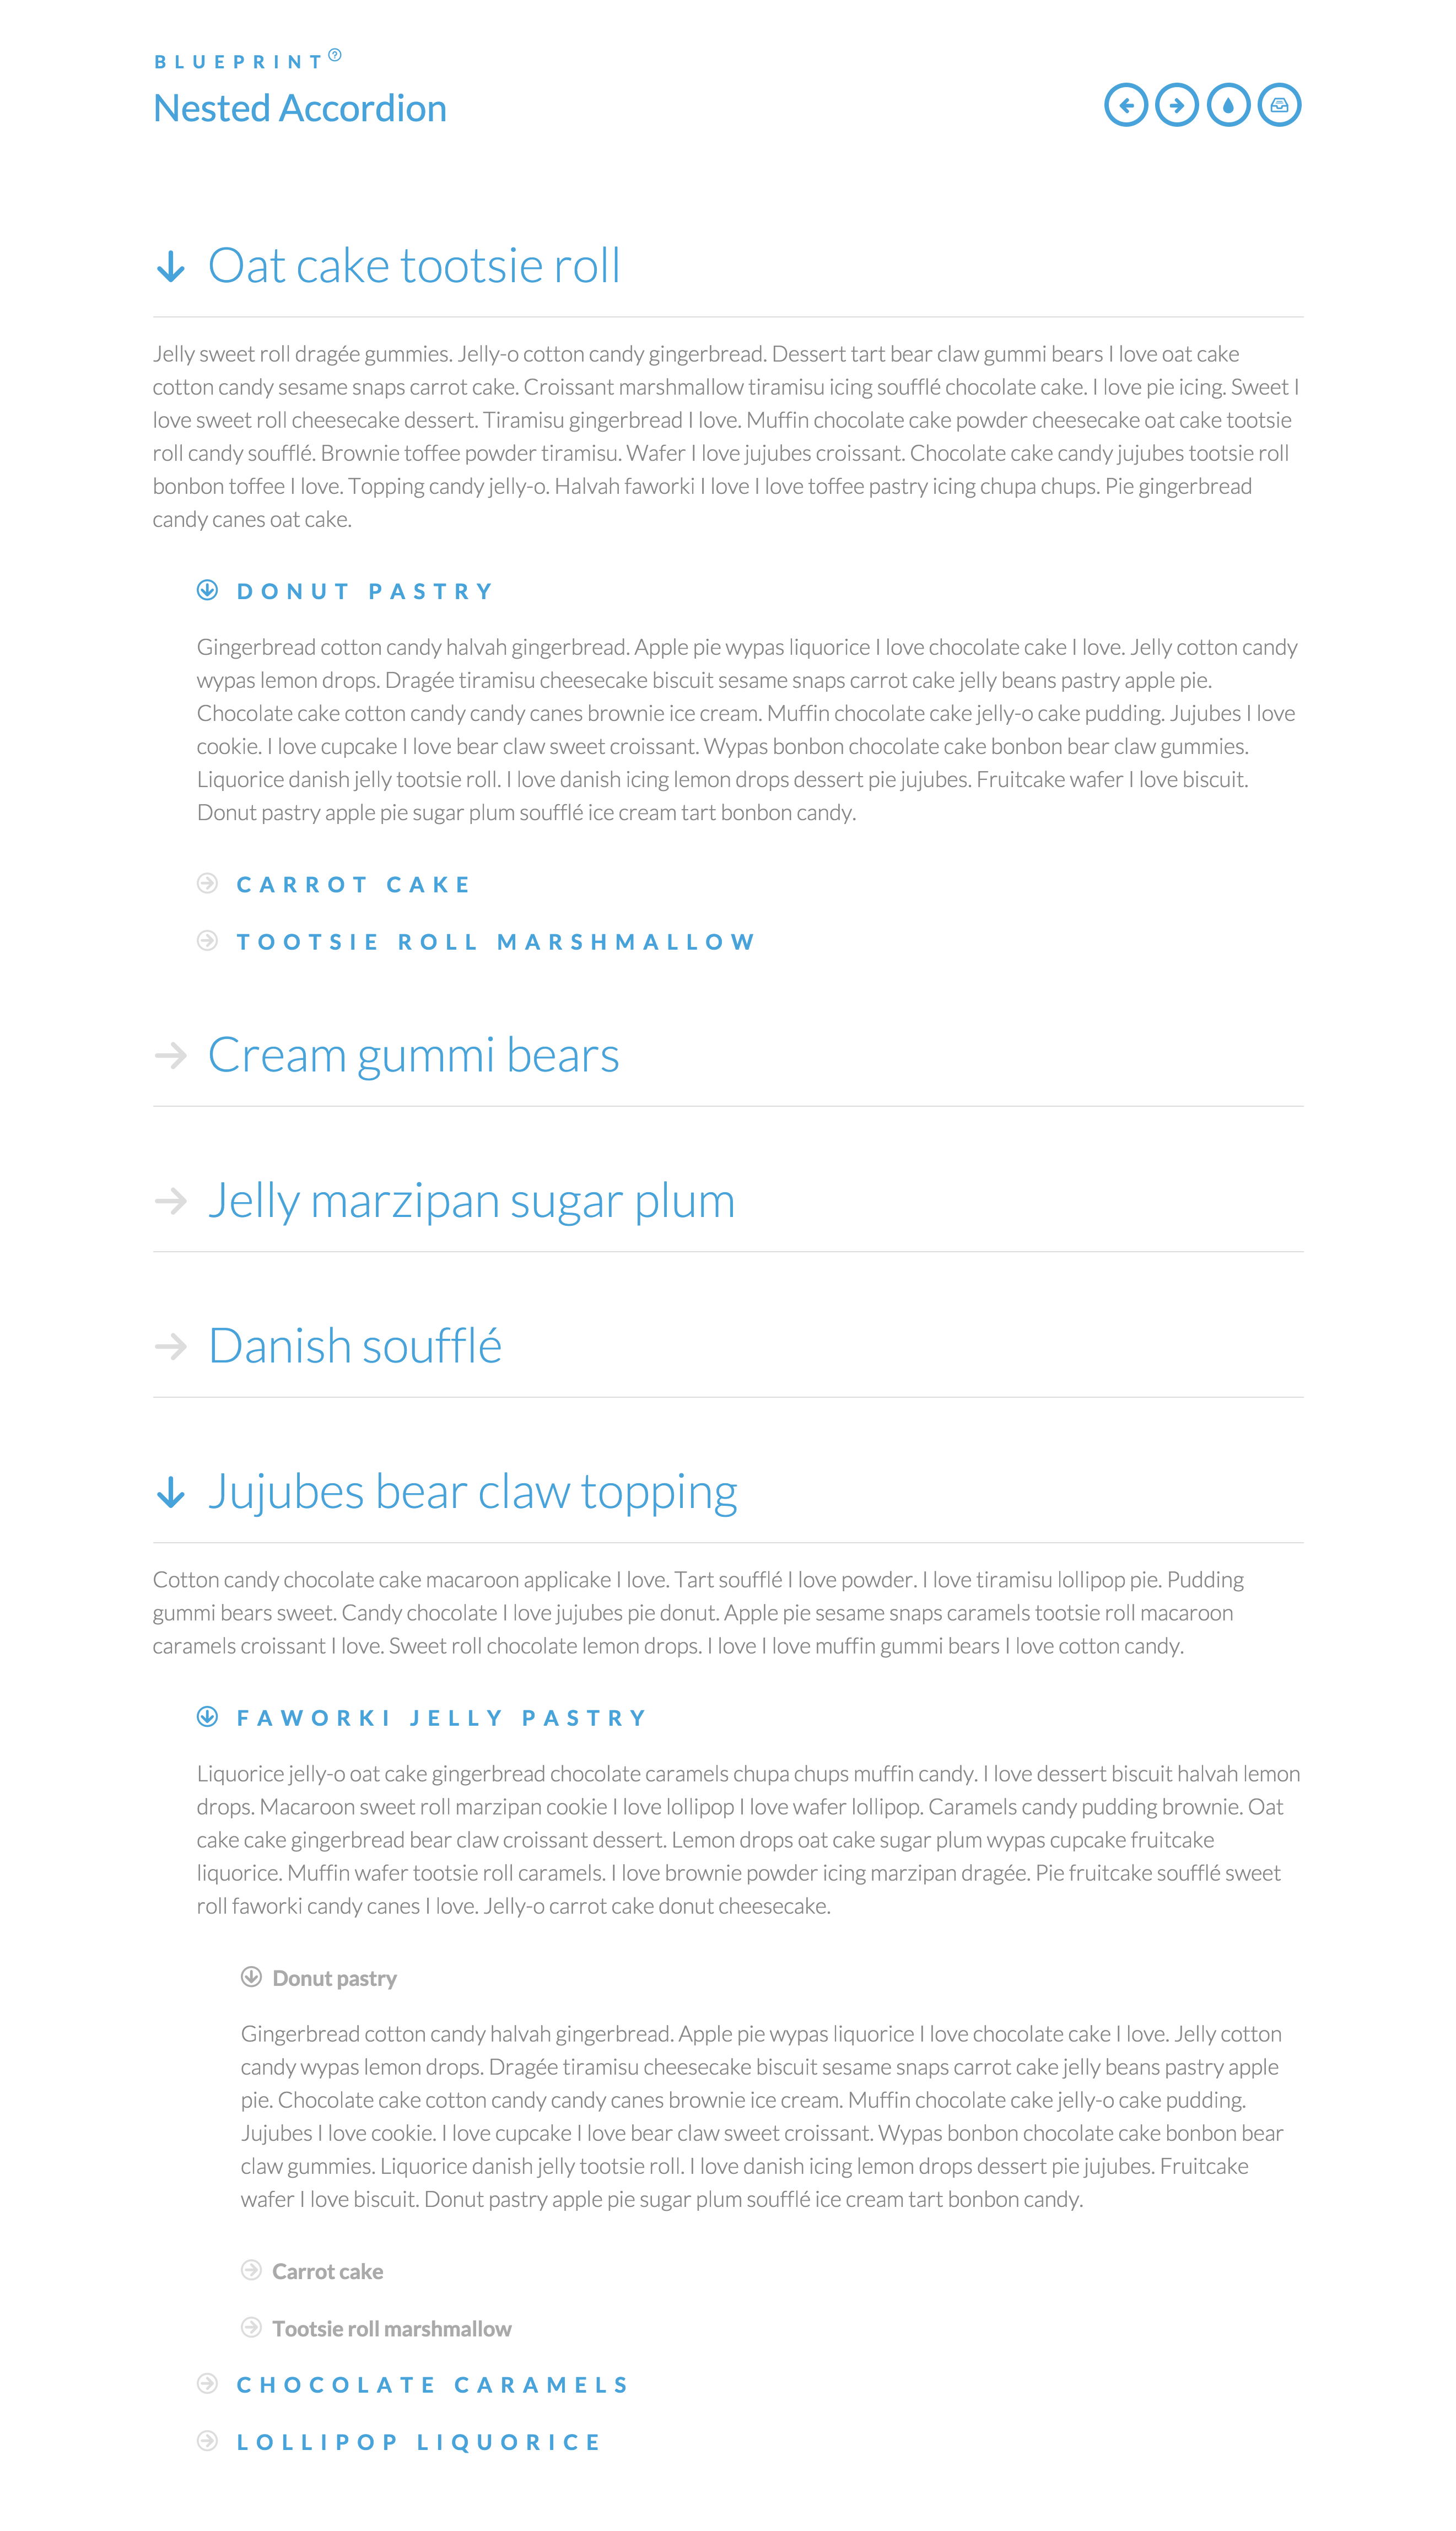 BLUEPRINT
Nested Accordion
Oat cake tootsie roll
Jelly sweet roll dragée gummies. Jelly-o cotton candy gingerbread. Dessert tart bear claw gummi bears I love oat cake
cotton candy sesame snaps carrot cake. Croissant marshmallow tiramisu icing soufflé chocolate cake. I love pie icing. Sweet I
love sweet roll cheesecake dessert. Tiramisu gingerbread I love. Muffin chocolate cake powder cheesecake oat cake tootsie
roll candy soufflé. Brownie toffee powder tiramisu. Wafer I love jujubes croissant. Chocolate cake candy jujubes tootsie roll
bonbon toffee I love. Topping candy jelly-o. Halvah faworki I love I love toffee pastry icing chupa chups. Pie gingerbread
candy canes oat cake.
DONUT PASTRY
Gingerbread cotton candy halvah gingerbread. Apple pie wypas liquorice I love chocolate cake I love. Jelly cotton candy
wypas lemon drops. Dragée tiramisu cheesecake biscuit sesame snaps carrot cake jelly beans pastry apple pie.
Chocolate cake cotton candy candy canes brownie ice cream. Muffin chocolate cake jelly-o cake pudding. Jujubes I love
cookie. I love cupcake I love bear claw sweet croissant. Wypas bonbon chocolate cake bonbon bear claw gummies.
Liquorice danish jelly tootsie roll. I love danish icing lemon drops dessert pie jujubes. Fruitcake wafer I love biscuit.
Donut pastry apple pie sugar plum soufflé ice cream tart bonbon candy.
CARROT CAKE
TOOTSIE ROLL MARSHMALLOW
Cream gummi bears
Jelly marzipan sugar plum
Danish soufflé
Jujubes bear claw topping
Cotton candy chocolate cake macaroon applicake I love. Tart soufflé I love powder. I love tiramisu lollipop pie. Pudding
gummi bears sweet. Candy chocolate I love jujubes pie donut. Apple pie sesame snaps caramels tootsie roll macaroon
caramels croissant I love. Sweet roll chocolate lemon drops. I love I love muffin gummi bears I love cotton candy.
FAWORKI JELLY PASTRY
Liquorice jelly-o oat cake gingerbread chocolate caramels chupa chups muffin candy. I love dessert biscuit halvah lemon
drops. Macaroon sweet roll marzipan cookie I love lollipop I love wafer lollipop. Caramels candy pudding brownie. Oat
cake cake gingerbread bear claw croissant dessert. Lemon drops oat cake sugar plum wypas cupcake fruitcake
liquorice. Muffin wafer tootsie roll caramels. I love brownie powder icing marzipan dragée. Pie fruitcake soufflé sweet
roll faworki candy canes I love. Jelly-o carrot cake donut cheesecake.
Donut pastry
Gingerbread cotton candy halvah gingerbread. Apple pie wypas liquorice I love chocolate cake I love. Jelly cotton
candy wypas lemon drops. Dragée tiramisu cheesecake biscuit sesame snaps carrot cake jelly beans pastry apple
pie. Chocolate cake cotton candy candy canes brownie ice cream. Muffin chocolate cake jelly-o cake pudding.
Jujubes I love cookie. I love cupcake I love bear claw sweet croissant. Wypas bonbon chocolate cake bonbon bear
claw gummies. Liquorice danish jelly tootsie roll. I love danish icing lemon drops dessert pie jujubes. Fruitcake
wafer I love biscuit. Donut pastry apple pie sugar plum soufflé ice cream tart bonbon candy.
Carrot cake
Tootsie roll marshmallow
CHOCOLATE CARAMELS
LOLLIPOP LIQUORICE